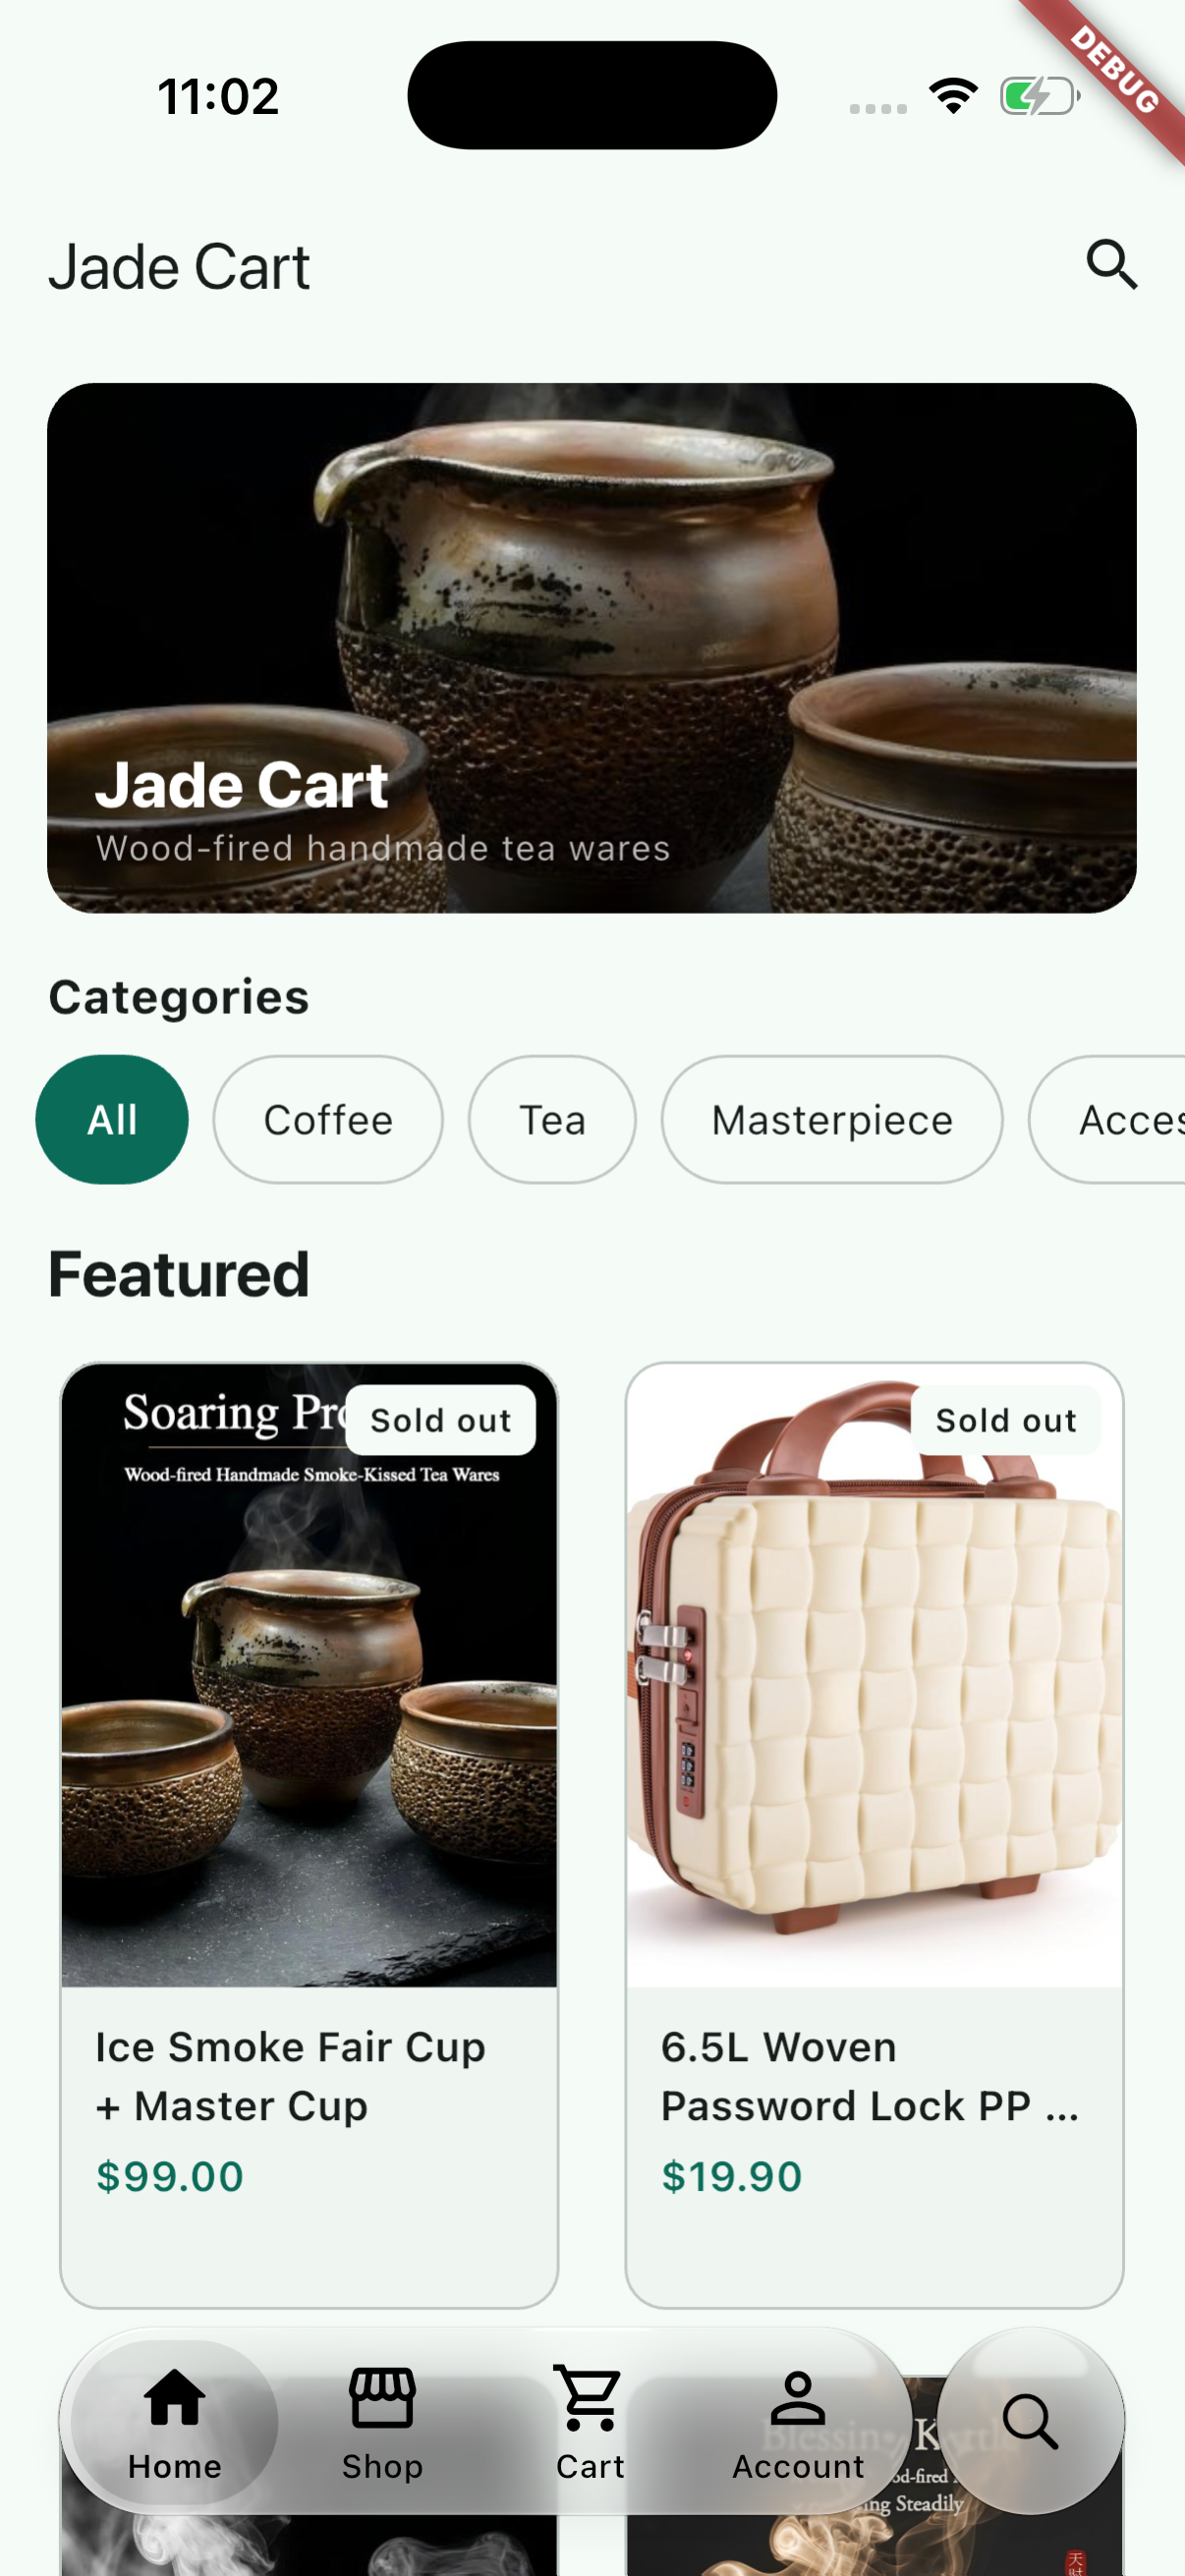 11:02
DEBUG
Jade Cart
Jade Cart
Wood-fired handmade tea wares
Categories
All
Coffee
Tea
Masterpiece
Featured
Sold out
Wood-fired Handmade Smoke-Kissed Tea Wares
Soaring
Sold out
Ice Smoke Fair Cup
+ Master Cup
$99.00
6.5L Woven
Password Lock PP ...
$19.90
Home
Shop
Cart
Account
Steadily